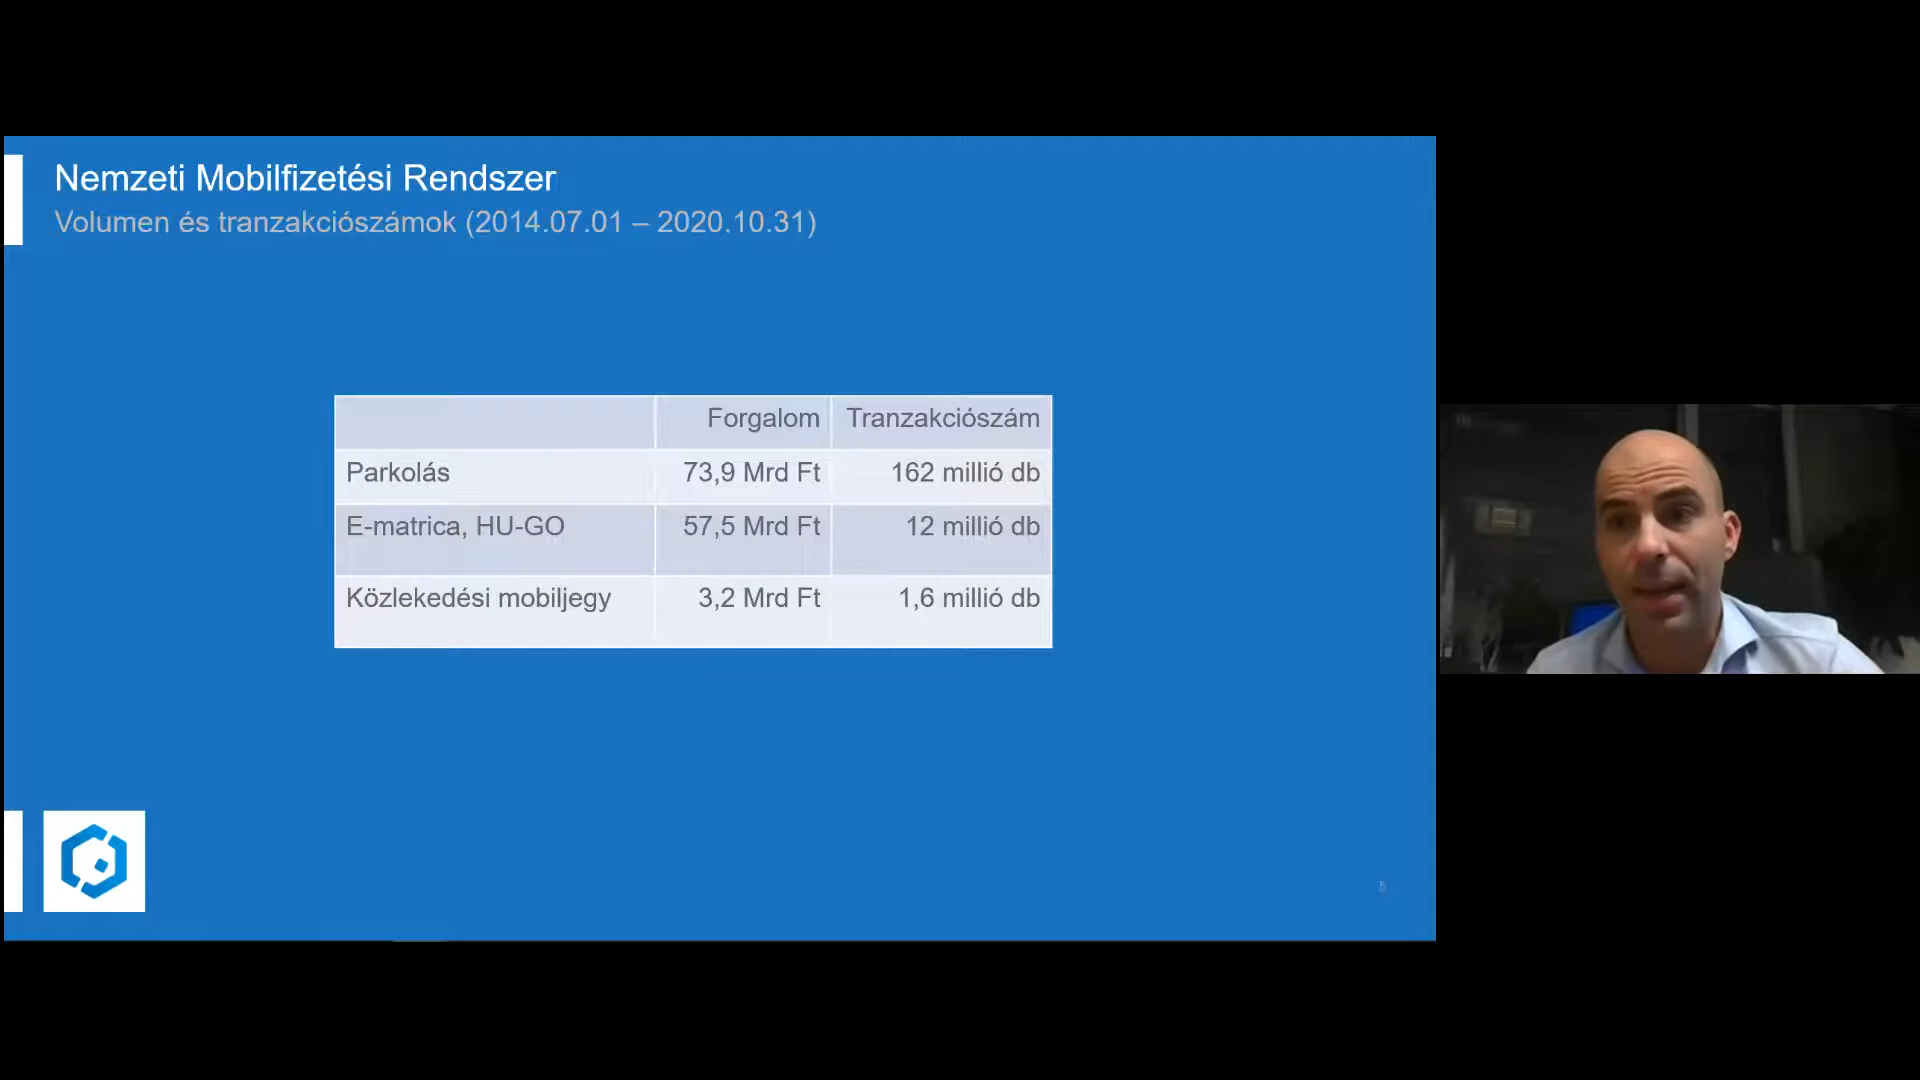 Nemzeti Mobilfizetési Rendszer
Volumen és tranzakciószámok (2014.07.01 – 2020.10.31)
Forgalom Tranzakciószám
Parkolás 73,9 Mrd Ft 162 millió db
E-matrica, HU-GO 57,5 Mrd Ft 12 millió db
Közlekedési mobiljegy 3,2 Mrd Ft 1,6 millió db